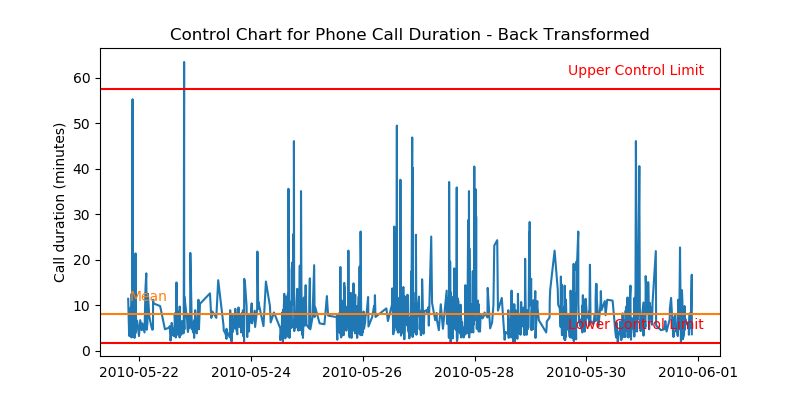 Control Chart for Phone Call Duration - Back Transformed
Upper Control Limit
Mean
Lower Control Limit
Call duration (minutes)
60
50
40
30
20
10
0
2010-05-22
2010-05-24
2010-05-26
2010-05-28
2010-05-30
2010-06-01